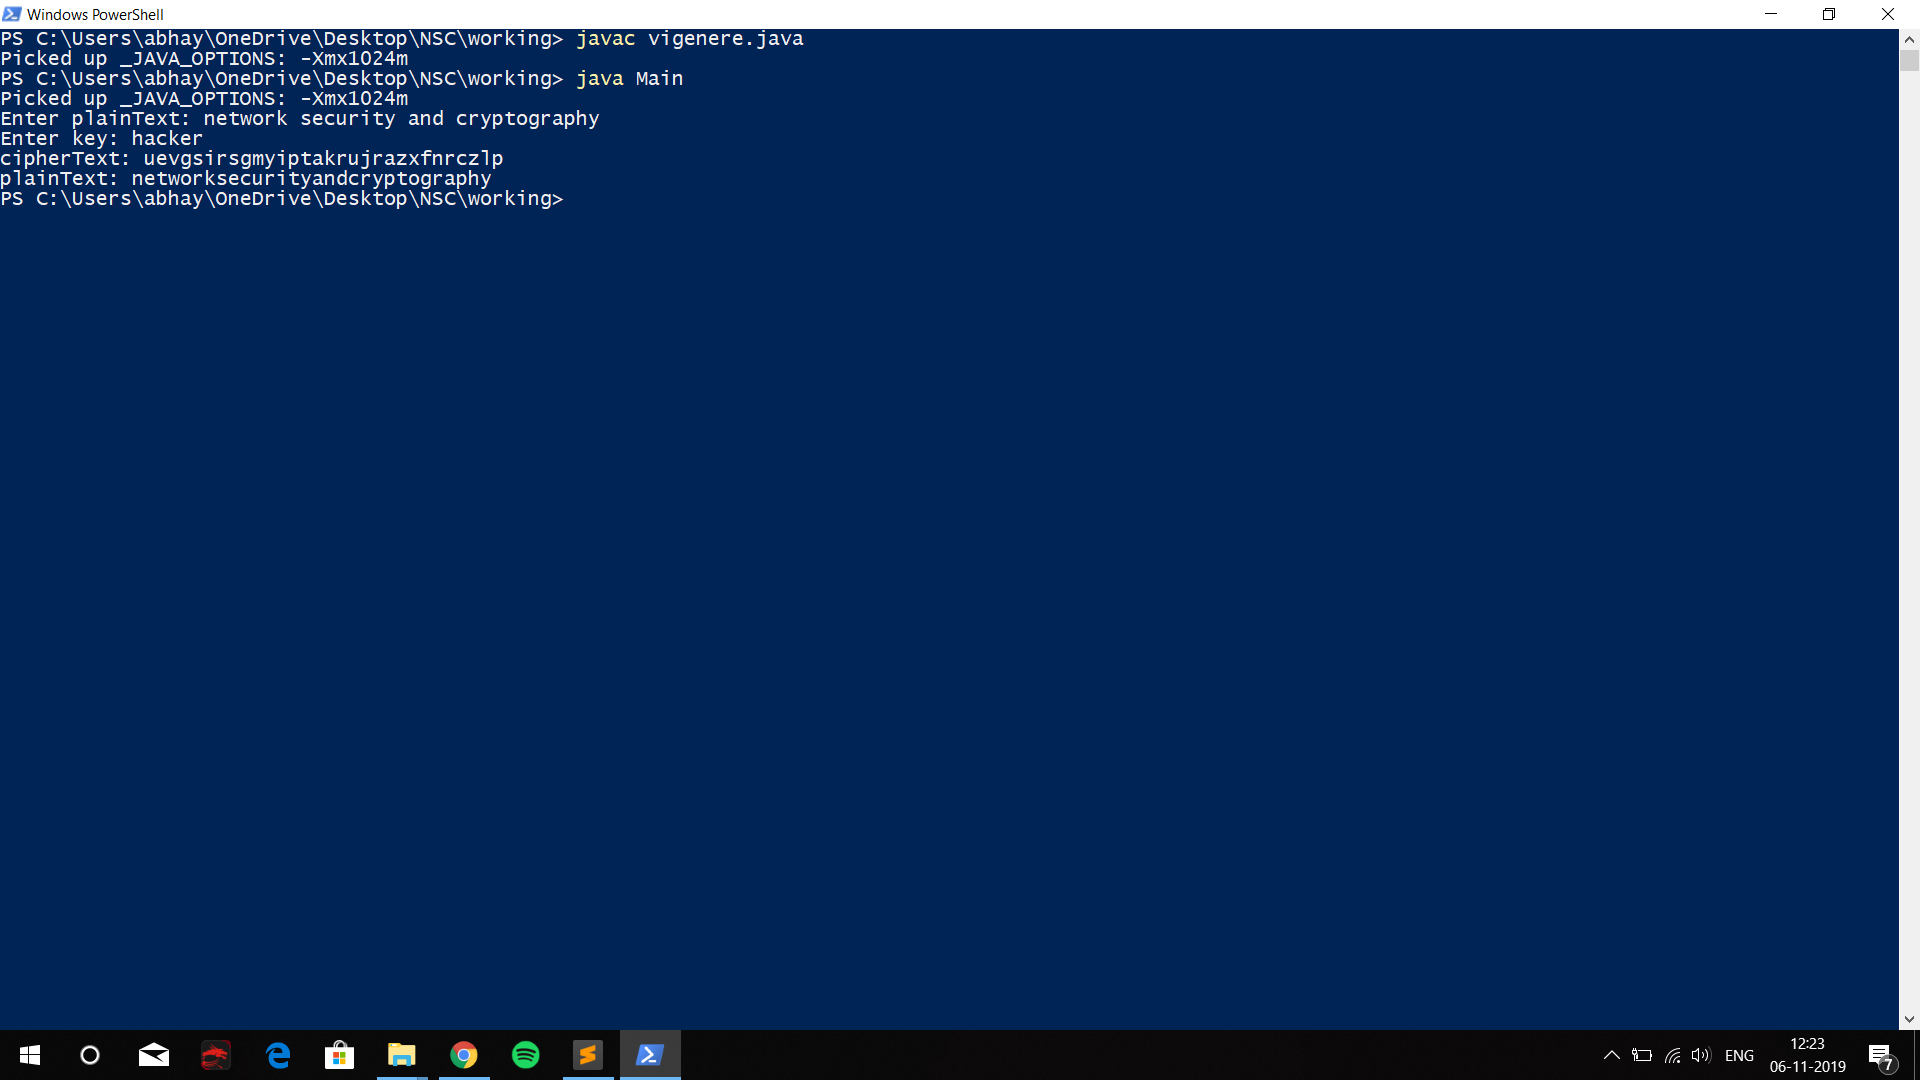 Windows PowerShell
PS C:\Users\abhay\OneDrive\Desktop\NSC\working> javac vigenere.java
Picked up _JAVA_OPTIONS: -Xmx1024m
PS C:\Users\abhay\OneDrive\Desktop\NSC\working> java Main
Picked up _JAVA_OPTIONS: -Xmx1024m
Enter plainText: network security and cryptography
Enter key: hacker
cipherText: uevgsirsgmyiptakrujrazxfnrczlp
plainText: networksecurityandcryptography
PS C:\Users\abhay\OneDrive\Desktop\NSC\working>
ENG
12:23
06-11-2019
7